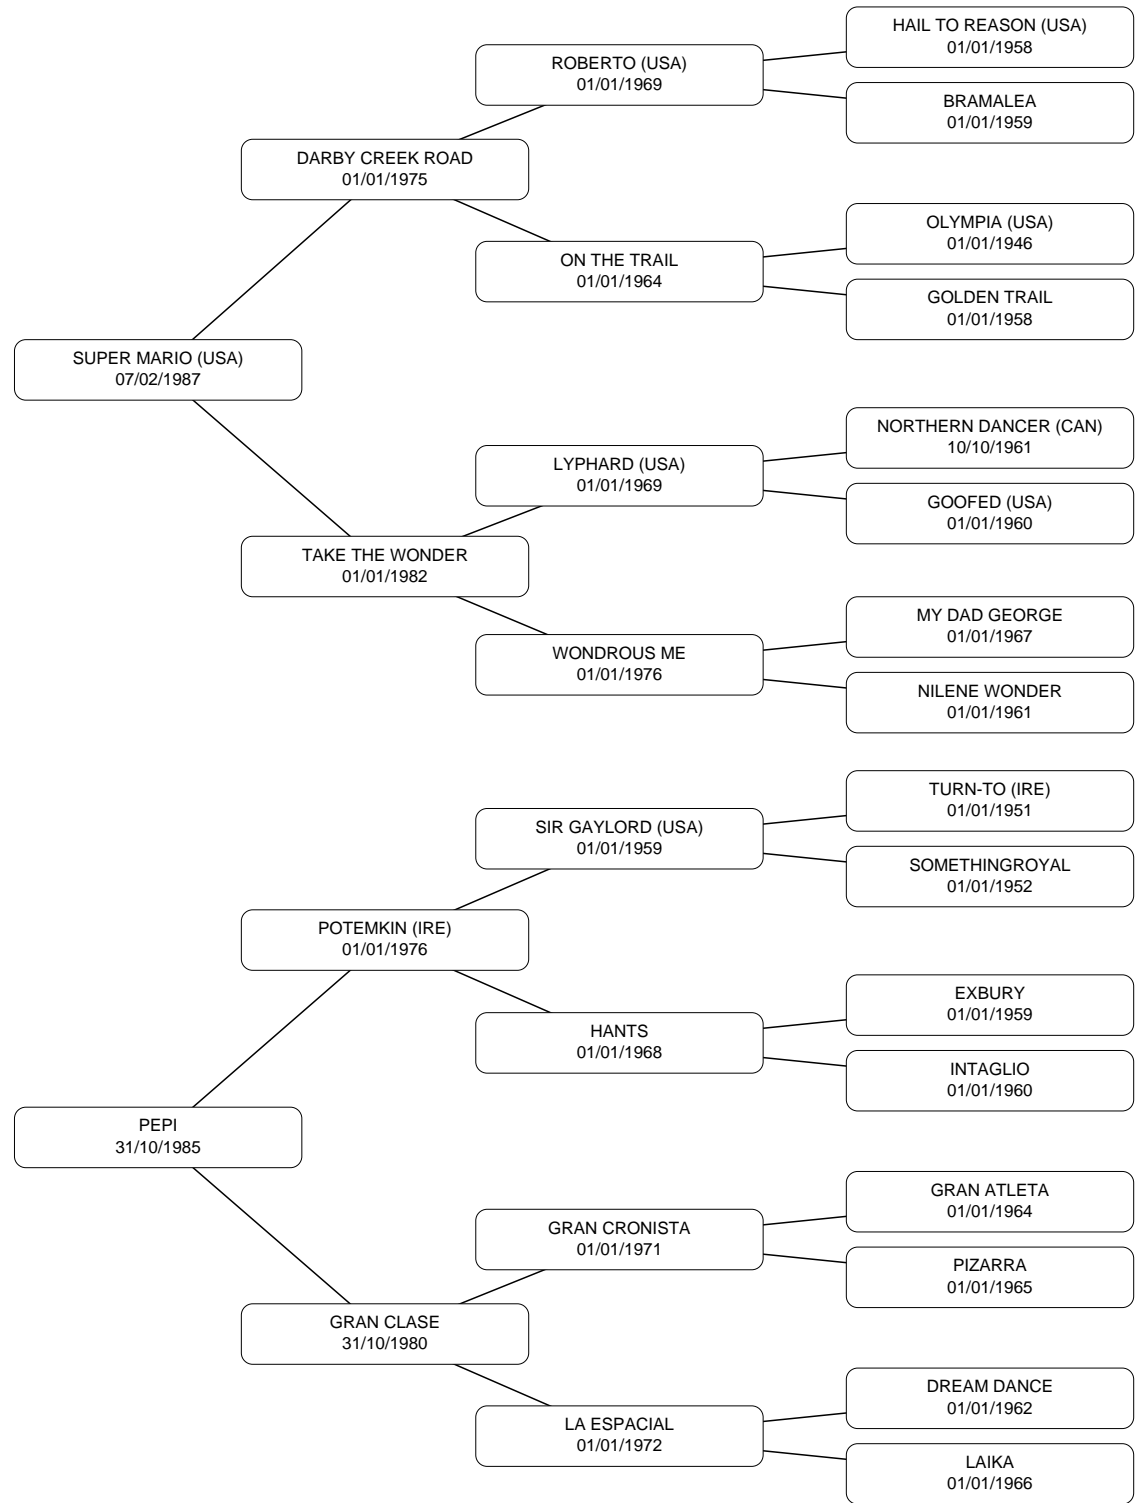 HAIL TO REASON (USA)
01/01/1958
ROBERTO (USA)
01/01/1969
BRAMALEA
01/01/1959
DARBY CREEK ROAD
01/01/1975
OLYMPIA (USA)
01/01/1946
ON THE TRAIL
01/01/1964
GOLDEN TRAIL
01/01/1958
SUPER MARIO (USA)
07/02/1987
NORTHERN DANCER (CAN)
10/10/1961
LYPHARD (USA)
01/01/1969
GOOFED (USA)
01/01/1960
TAKE THE WONDER
01/01/1982
MY DAD GEORGE
01/01/1967
WONDROUS ME
01/01/1976
NILENE WONDER
01/01/1961
TURN-TO (IRE)
01/01/1951
SIR GAYLORD (USA)
01/01/1959
SOMETHINGROYAL
01/01/1952
POTEMKIN (IRE)
01/01/1976
EXBURY
01/01/1959
HANTS
01/01/1968
INTAGLIO
01/01/1960
PEPI
31/10/1985
GRAN ATLETA
01/01/1964
GRAN CRONISTA
01/01/1971
PIZARRA
01/01/1965
GRAN CLASE
31/10/1980
DREAM DANCE
01/01/1962
LA ESPACIAL
01/01/1972
LAIKA
01/01/1966